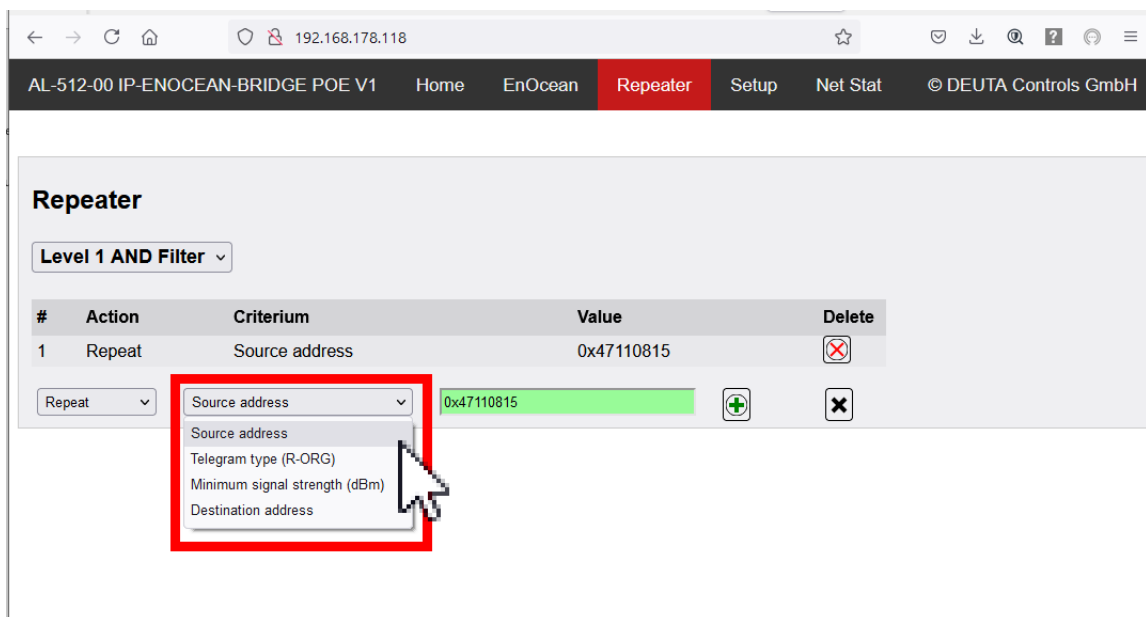 192.168.178.118
AL-512-00 IP-ENOCEAN-BRIDGE POE V1 Home EnOcean Repeater Setup Net Stat © DEUTA Controls GmbH
Repeater
Level 1 AND Filter
# Action Criterium Value Delete
1 Repeat Source address 0x47110815
Repeat Source address 0x47110815
Source address
Telegram type (R-ORG)
Minimum signal strength (dBm)
Destination address